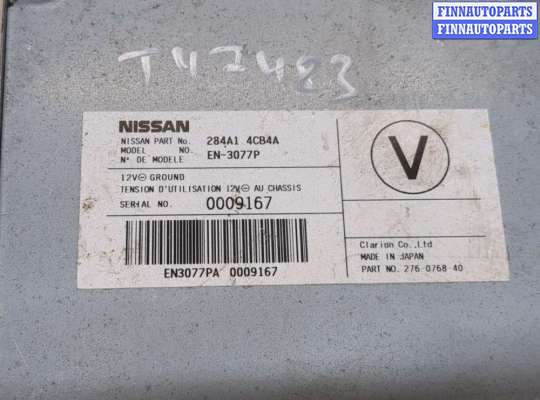 FINNAUTOPARTS
FINNAUTOPARTS
T47483
NISSAN
NISSAN PART No. 284A1 4CB4A
MODEL NO. EN-3077P
N° DE MODELE
12V⊖ GROUND
TENSION D'UTILISATION 12V⊖ AU CHASSIS
SERIAL NO. 0009167
EN3077PA 0009167
V
Clarion Co.,Ltd
MADE IN JAPAN
PART NO. 276-0768-40